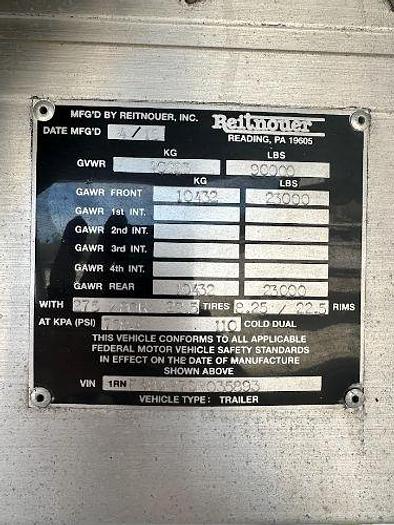 MFG'D BY REITNOUER, INC. Reitnouer
DATE MFG'D READING, PA 19605
KG LBS
GVWR 90000
KG LBS
GAWR FRONT 10432 23000
GAWR 1st INT.
GAWR 2nd INT.
GAWR 3rd INT.
GAWR 4th INT.
GAWR REAR 10432 23000
WITH TIRES 8.25 / 22.5 RIMS
AT KPA (PSI) 110 COLD DUAL
THIS VEHICLE CONFORMS TO ALL APPLICABLE
FEDERAL MOTOR VEHICLE SAFETY STANDARDS
IN EFFECT ON THE DATE OF MANUFACTURE
SHOWN ABOVE
VIN 1RN
VEHICLE TYPE: TRAILER